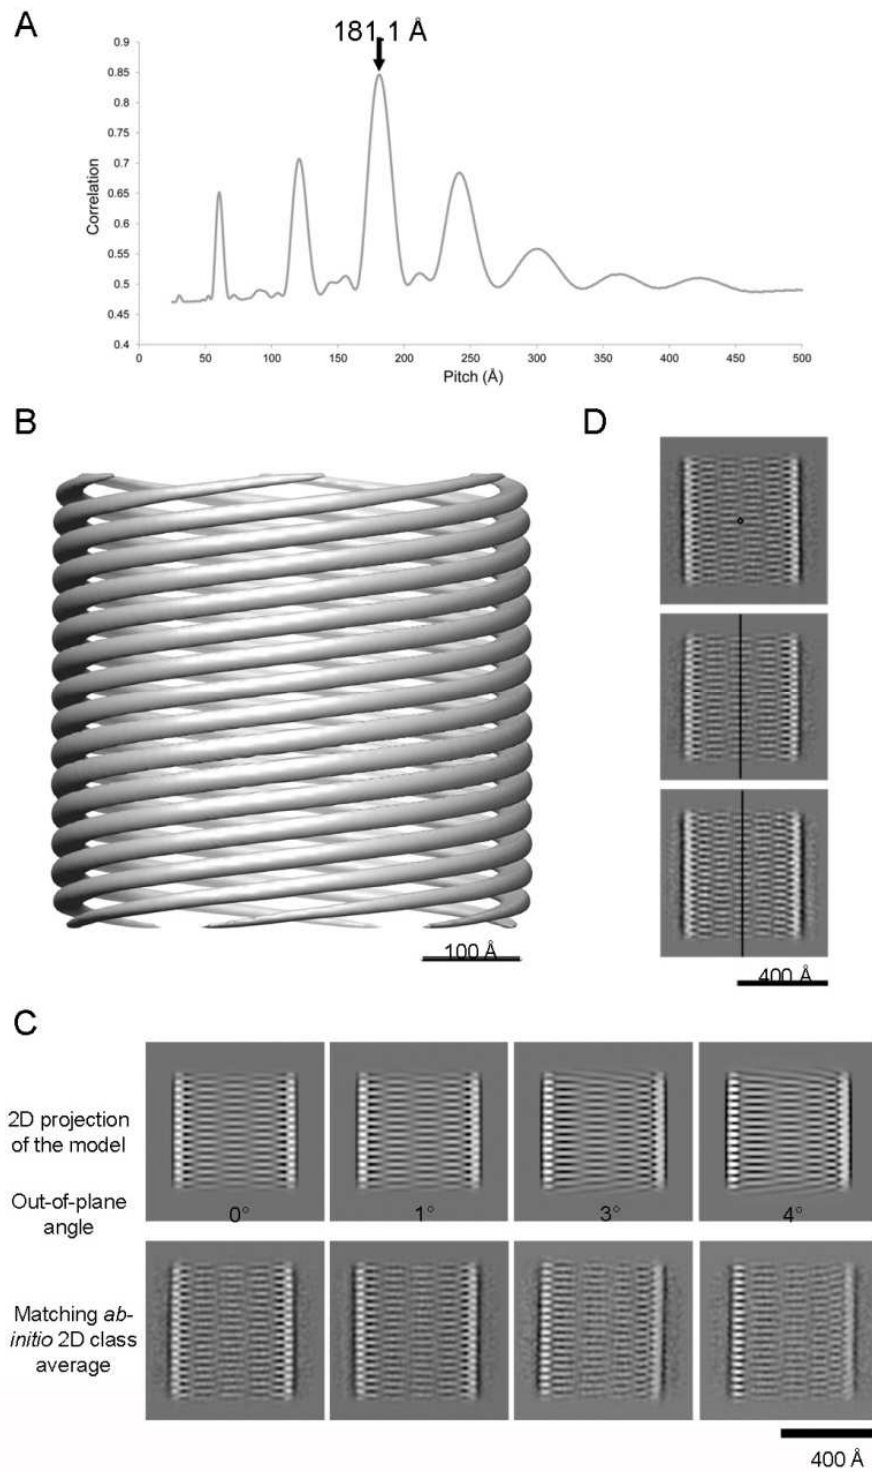 A
181.1 Å
0.9
0.85
0.8
0.75
0.7
0.65
0.6
0.55
0.5
0.45
0.4
Correlation
0 50 100 150 200 250 300 350 400 450 500
Pitch (Å)
B
100 Å
D
400 Å
C
2D projection
of the model
Out-of-plane
angle
0° 1° 3° 4°
Matching ab-
initio 2D class
average
400 Å